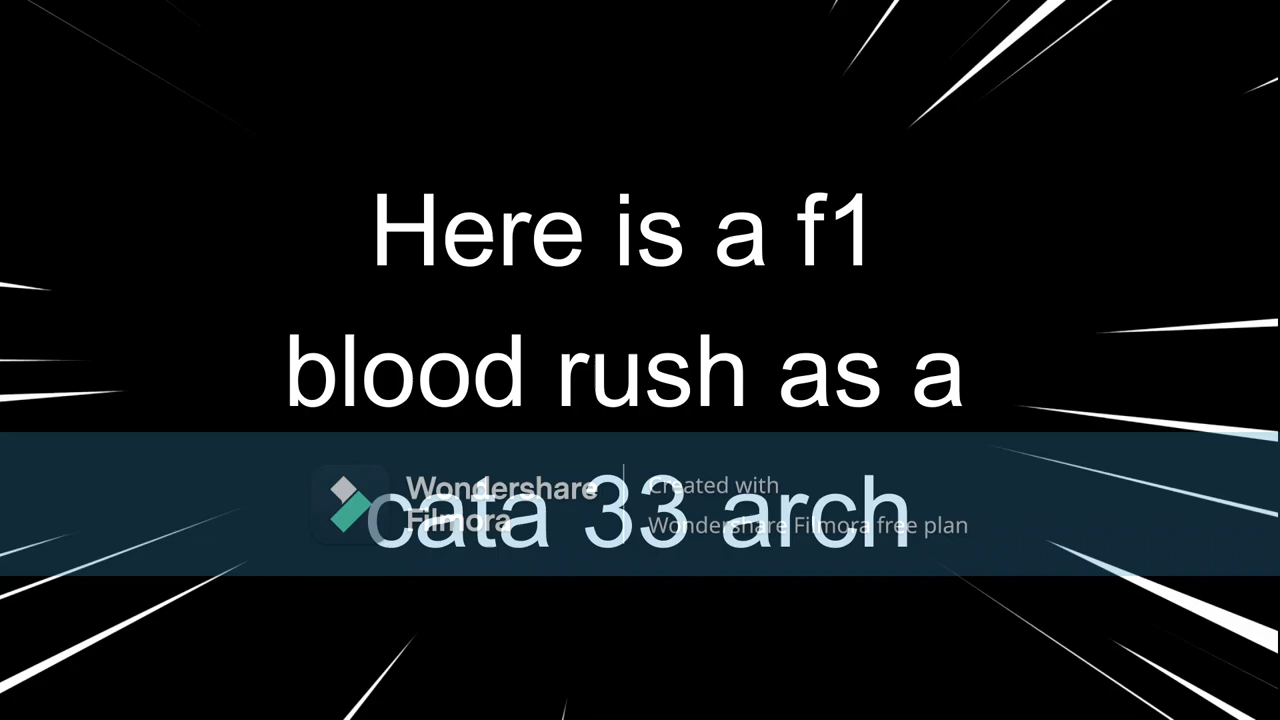 Here is a f1
blood rush as a
cata 33 arch
Wondershare
Filmora
Created with
Wondershare Filmora free plan